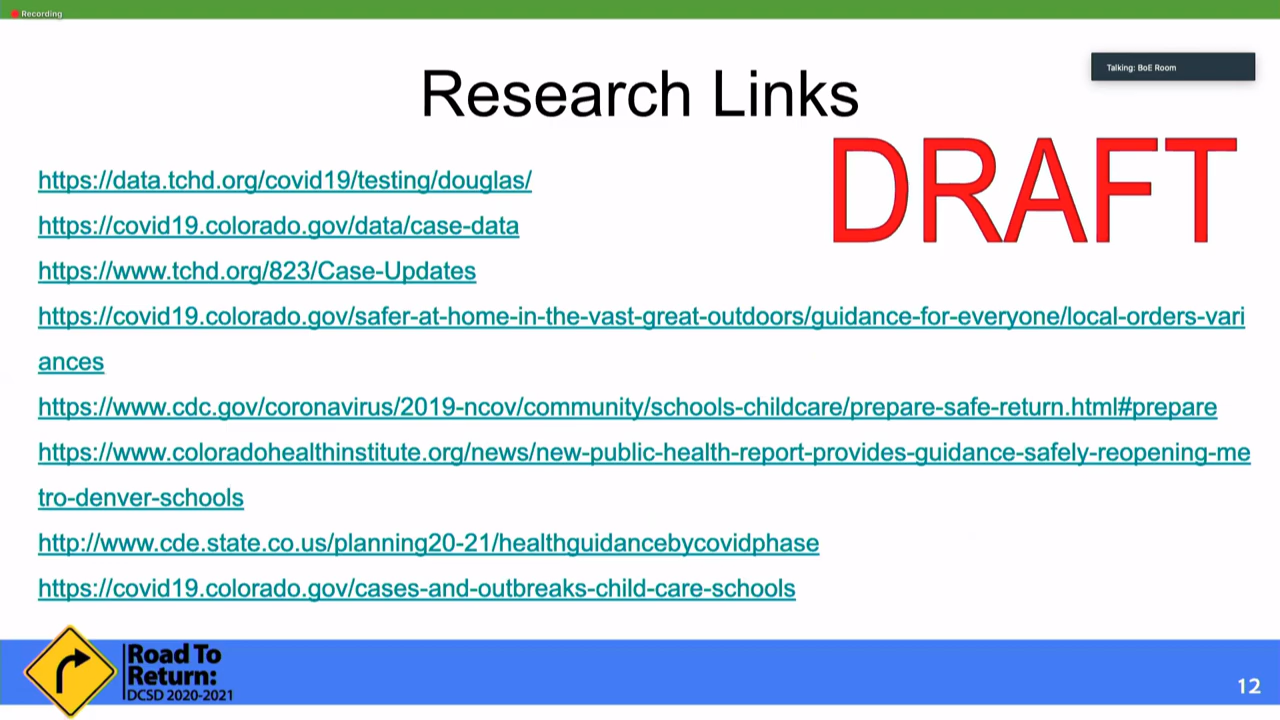 Recording
Talking: BoE Room
Research Links
DRAFT
https://data.tchd.org/covid19/testing/douglas/
https://covid19.colorado.gov/data/case-data
https://www.tchd.org/823/Case-Updates
https://covid19.colorado.gov/safer-at-home-in-the-vast-great-outdoors/guidance-for-everyone/local-orders-vari
ances
https://www.cdc.gov/coronavirus/2019-ncov/community/schools-childcare/prepare-safe-return.html#prepare
https://www.coloradohealthinstitute.org/news/new-public-health-report-provides-guidance-safely-reopening-me
tro-denver-schools
http://www.cde.state.co.us/planning20-21/healthguidancebycovidphase
https://covid19.colorado.gov/cases-and-outbreaks-child-care-schools
Road To
Return:
DCSD 2020-2021
12